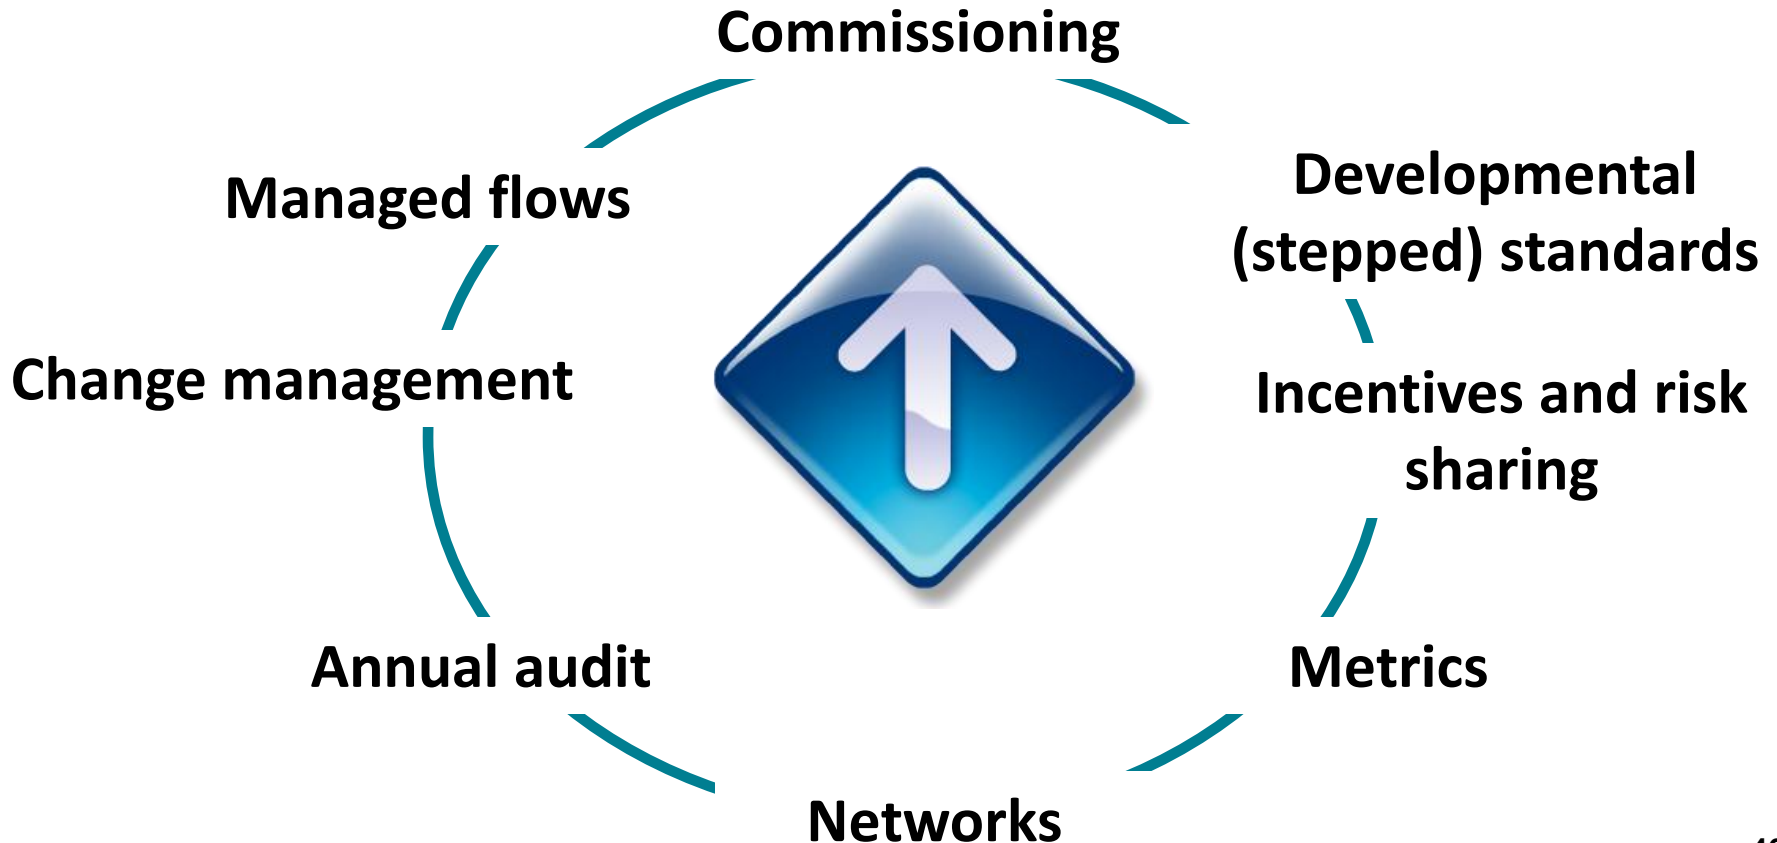 Commissioning
Developmental
(stepped) standards
Managed flows
Change management
Incentives and risk
sharing
Annual audit
Metrics
Networks